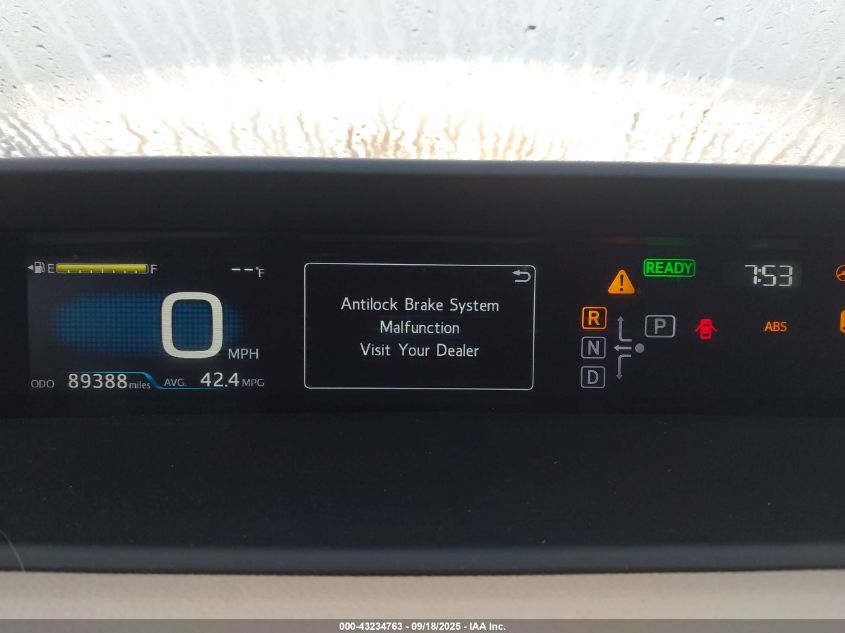 E F
--°F
0 MPH
ODO 89388 miles AVG. 42.4 MPG
Antilock Brake System
Malfunction
Visit Your Dealer
READY
7:53
R
P
N
D
ABS
000-43234763 - 09/18/2025 - IAA Inc.